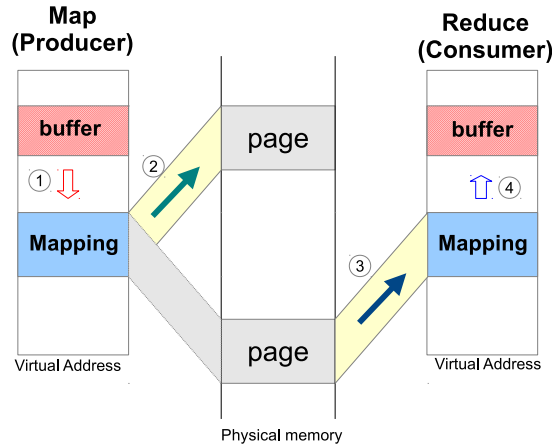 Map
(Producer)
Reduce
(Consumer)
buffer
page
buffer
①
②
④
Mapping
Mapping
③
page
Virtual Address
Virtual Address
Physical memory